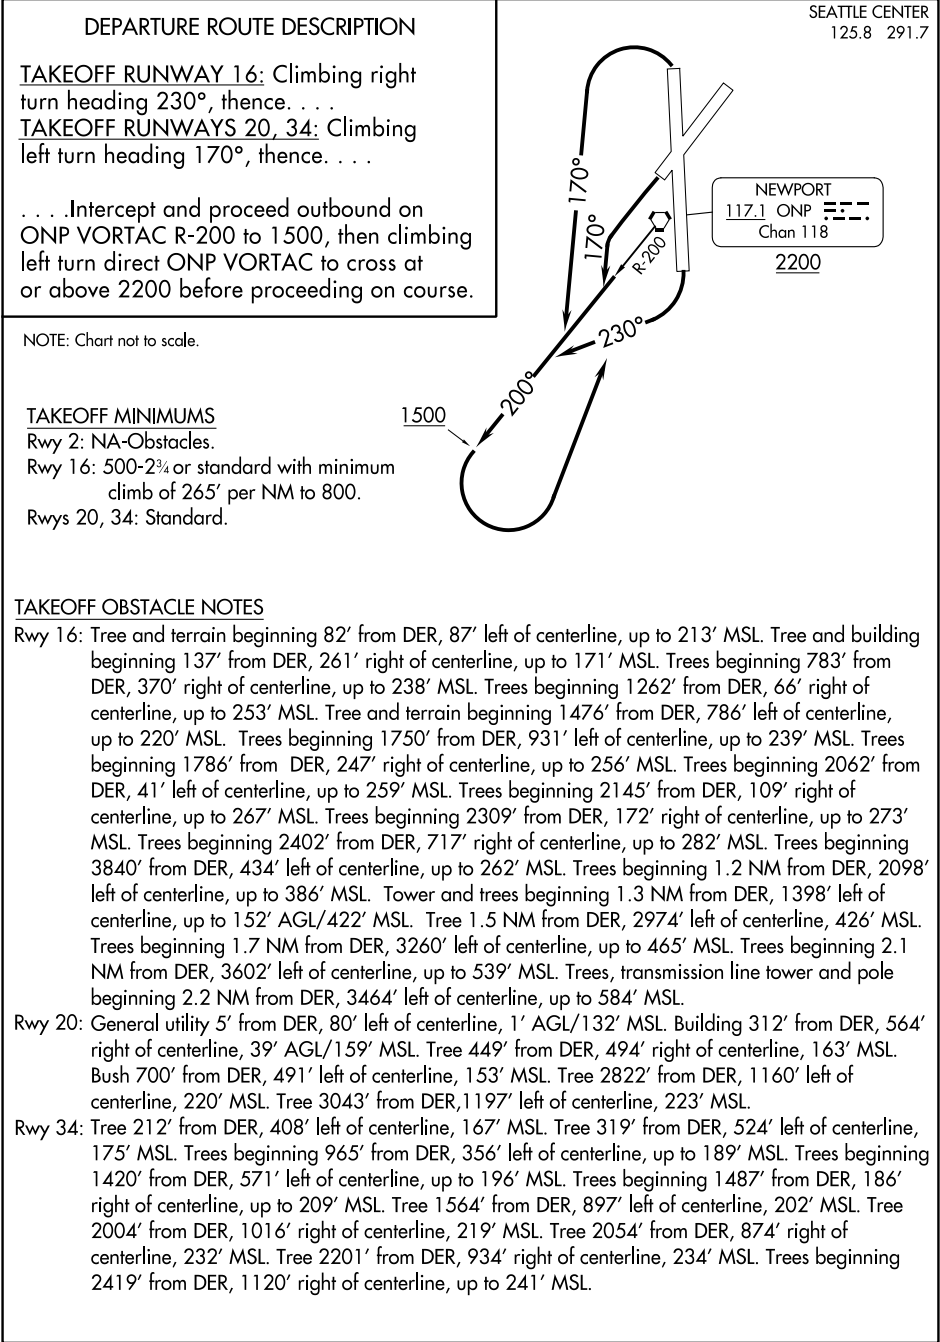 DEPARTURE ROUTE DESCRIPTION
TAKEOFF RUNWAY 16: Climbing right
turn heading 230°, thence. . . .
TAKEOFF RUNWAYS 20, 34: Climbing
left turn heading 170°, thence. . . .
. . . .Intercept and proceed outbound on
ONP VORTAC R-200 to 1500, then climbing
left turn direct ONP VORTAC to cross at
or above 2200 before proceeding on course.
SEATTLE CENTER
125.8 291.7
170°
170°
R-200
NEWPORT
117.1 ONP
Chan 118
2200
230°
200°
1500
NOTE: Chart not to scale.
TAKEOFF MINIMUMS
Rwy 2: NA-Obstacles.
Rwy 16: 500-2¾ or standard with minimum
climb of 265' per NM to 800.
Rwys 20, 34: Standard.
TAKEOFF OBSTACLE NOTES
Rwy 16: Tree and terrain beginning 82' from DER, 87' left of centerline, up to 213' MSL. Tree and building
beginning 137' from DER, 261' right of centerline, up to 171' MSL. Trees beginning 783' from
DER, 370' right of centerline, up to 238' MSL. Trees beginning 1262' from DER, 66' right of
centerline, up to 253' MSL. Tree and terrain beginning 1476' from DER, 786' left of centerline,
up to 220' MSL. Trees beginning 1750' from DER, 931' left of centerline, up to 239' MSL. Trees
beginning 1786' from DER, 247' right of centerline, up to 256' MSL. Trees beginning 2062' from
DER, 41' left of centerline, up to 259' MSL. Trees beginning 2145' from DER, 109' right of
centerline, up to 267' MSL. Trees beginning 2309' from DER, 172' right of centerline, up to 273'
MSL. Trees beginning 2402' from DER, 717' right of centerline, up to 282' MSL. Trees beginning
3840' from DER, 434' left of centerline, up to 262' MSL. Trees beginning 1.2 NM from DER, 2098'
left of centerline, up to 386' MSL. Tower and trees beginning 1.3 NM from DER, 1398' left of
centerline, up to 152' AGL/422' MSL. Tree 1.5 NM from DER, 2974' left of centerline, 426' MSL.
Trees beginning 1.7 NM from DER, 3260' left of centerline, up to 465' MSL. Trees beginning 2.1
NM from DER, 3602' left of centerline, up to 539' MSL. Trees, transmission line tower and pole
beginning 2.2 NM from DER, 3464' left of centerline, up to 584' MSL.
Rwy 20: General utility 5' from DER, 80' left of centerline, 1' AGL/132' MSL. Building 312' from DER, 564'
right of centerline, 39' AGL/159' MSL. Tree 449' from DER, 494' right of centerline, 163' MSL.
Bush 700' from DER, 491' left of centerline, 153' MSL. Tree 2822' from DER, 1160' left of
centerline, 220' MSL. Tree 3043' from DER,1197' left of centerline, 223' MSL.
Rwy 34: Tree 212' from DER, 408' left of centerline, 167' MSL. Tree 319' from DER, 524' left of centerline,
175' MSL. Trees beginning 965' from DER, 356' left of centerline, up to 189' MSL. Trees beginning
1420' from DER, 571' left of centerline, up to 196' MSL. Trees beginning 1487' from DER, 186'
right of centerline, up to 209' MSL. Tree 1564' from DER, 897' left of centerline, 202' MSL. Tree
2004' from DER, 1016' right of centerline, 219' MSL. Tree 2054' from DER, 874' right of
centerline, 232' MSL. Tree 2201' from DER, 934' right of centerline, 234' MSL. Trees beginning
2419' from DER, 1120' right of centerline, up to 241' MSL.